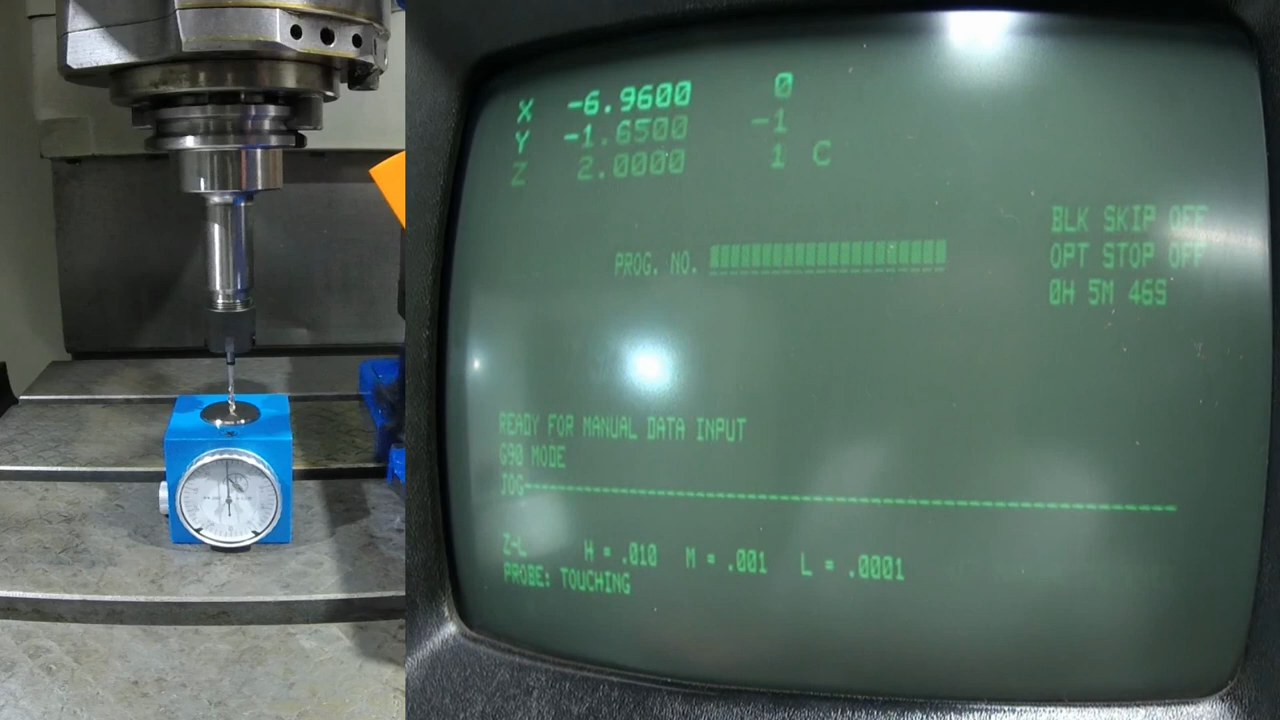 X -6.9600 0
Y -1.6500 -1
Z 2.0000 1 C
BLK SKIP OFF
PROG. NO.
OPT STOP OFF
0H 5M 46S
READY FOR MANUAL DATA INPUT
G90 MODE
JOG
Z-L H = .010 M = .001 L = .0001
PROBE: TOUCHING